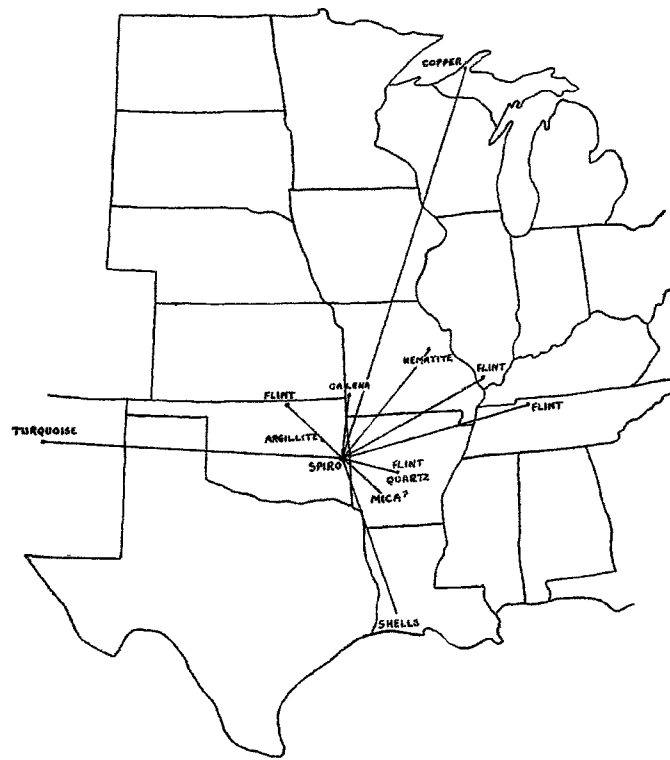 COPPER
HEMATITE
FLINT
GALENA
FLINT
FLINT
TURQUOISE
ARGILLITE
SPIRO
FLINT
QUARTZ
MICA?
SHELLS